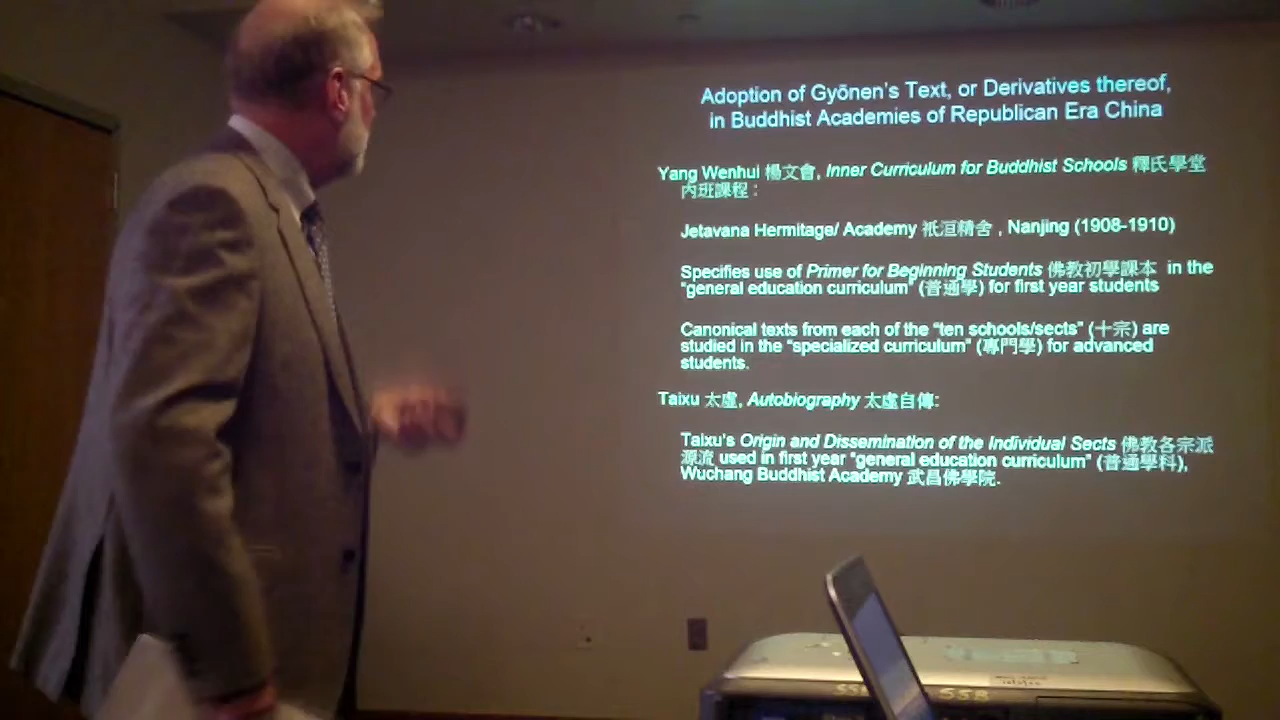 Adoption of Gyōnen's Text, or Derivatives thereof,
in Buddhist Academies of Republican Era China
Yang Wenhui 楊文會, Inner Curriculum for Buddhist Schools 釋氏學堂
內班課程 :
Jetavana Hermitage/ Academy 祇洹精舍 , Nanjing (1908-1910)
Specifies use of Primer for Beginning Students 佛教初學課本 in the
"general education curriculum" (普通學) for first year students
Canonical texts from each of the "ten schools/sects" (十宗) are
studied in the "specialized curriculum" (專門學) for advanced
students.
Taixu 太虛, Autobiography 太虛自傳:
Taixu's Origin and Dissemination of the Individual Sects 佛教各宗派
源流 used in first year "general education curriculum" (普通學科),
Wuchang Buddhist Academy 武昌佛學院.
SSB SSB